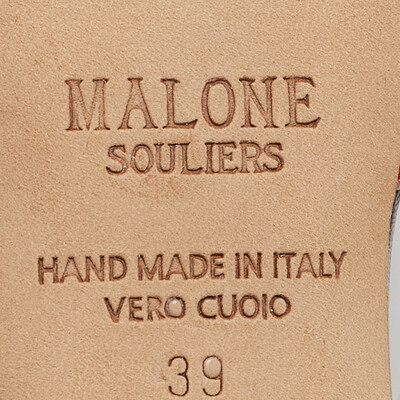 MALONE
SOULIERS
HAND MADE IN ITALY
VERO CUOIO
39